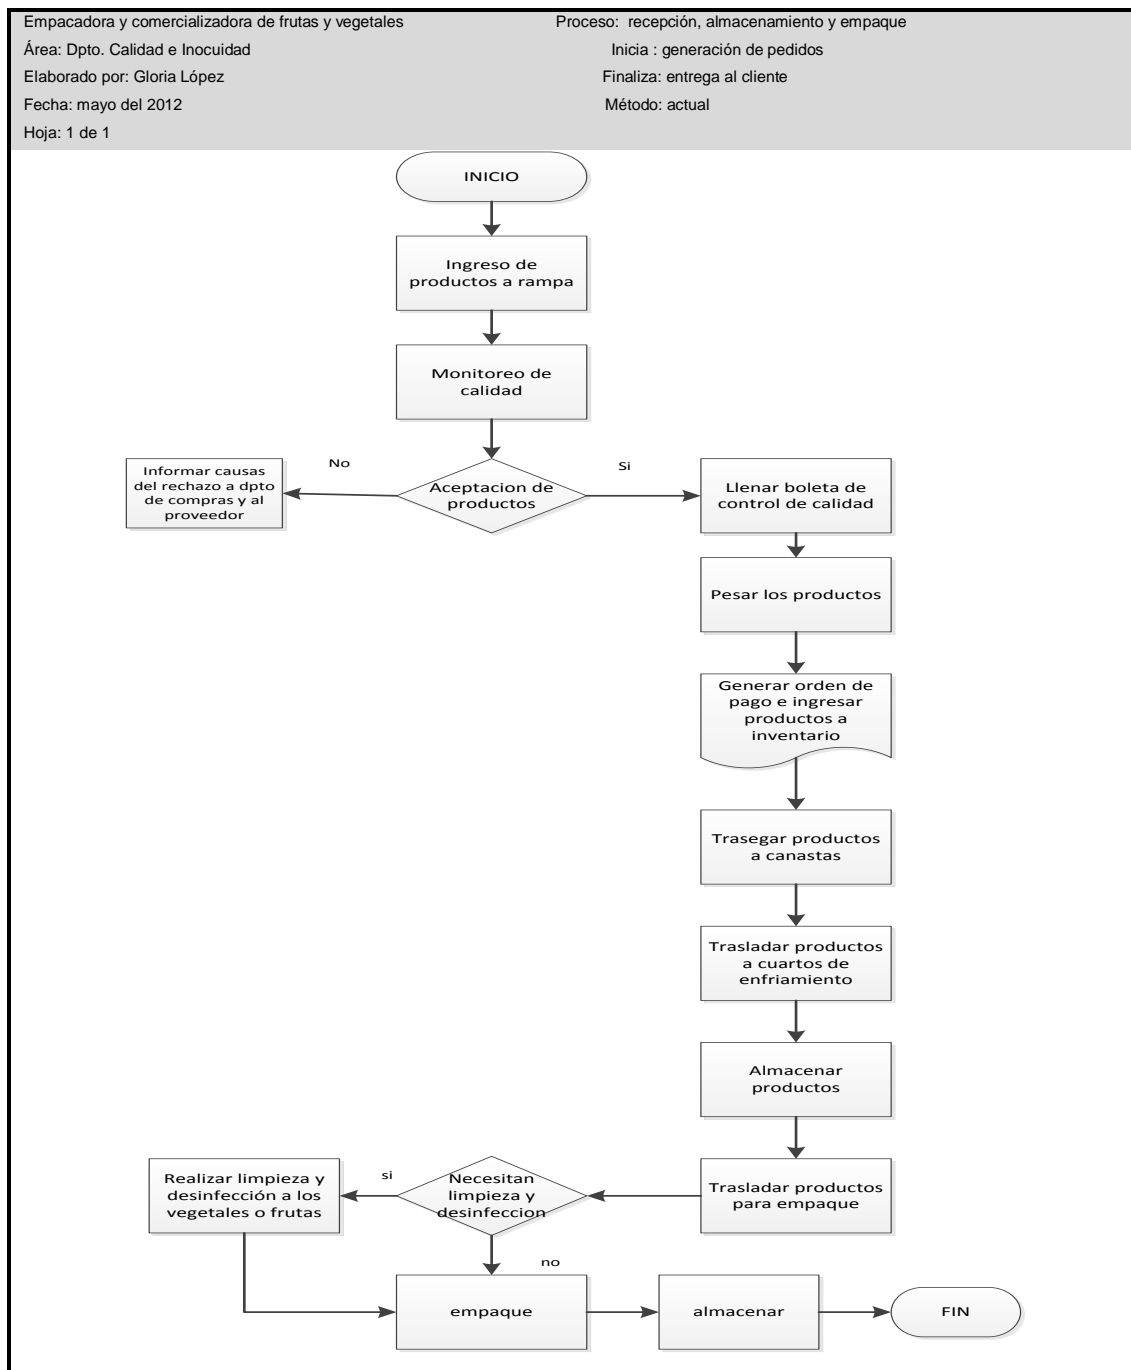 Empacadora y comercializadora de frutas y vegetales
Proceso: recepción, almacenamiento y empaque
Área: Dpto. Calidad e Inocuidad
Inicia : generación de pedidos
Elaborado por: Gloria López
Finaliza: entrega al cliente
Fecha: mayo del 2012
Método: actual
Hoja: 1 de 1
INICIO
Ingreso de
productos a rampa
Monitoreo de
calidad
Informar causas
del rechazo a dpto
de compras y al
proveedor
No
Aceptacion de
productos
Si
Llenar boleta de
control de calidad
Pesar los productos
Generar orden de
pago e ingresar
productos a
inventario
Trasegar productos
a canastas
Trasladar productos
a cuartos de
enfriamiento
Almacenar
productos
Trasladar productos
para empaque
Necesitan
limpieza y
desinfeccion
si
Realizar limpieza y
desinfección a los
vegetales o frutas
no
empaque
almacenar
FIN